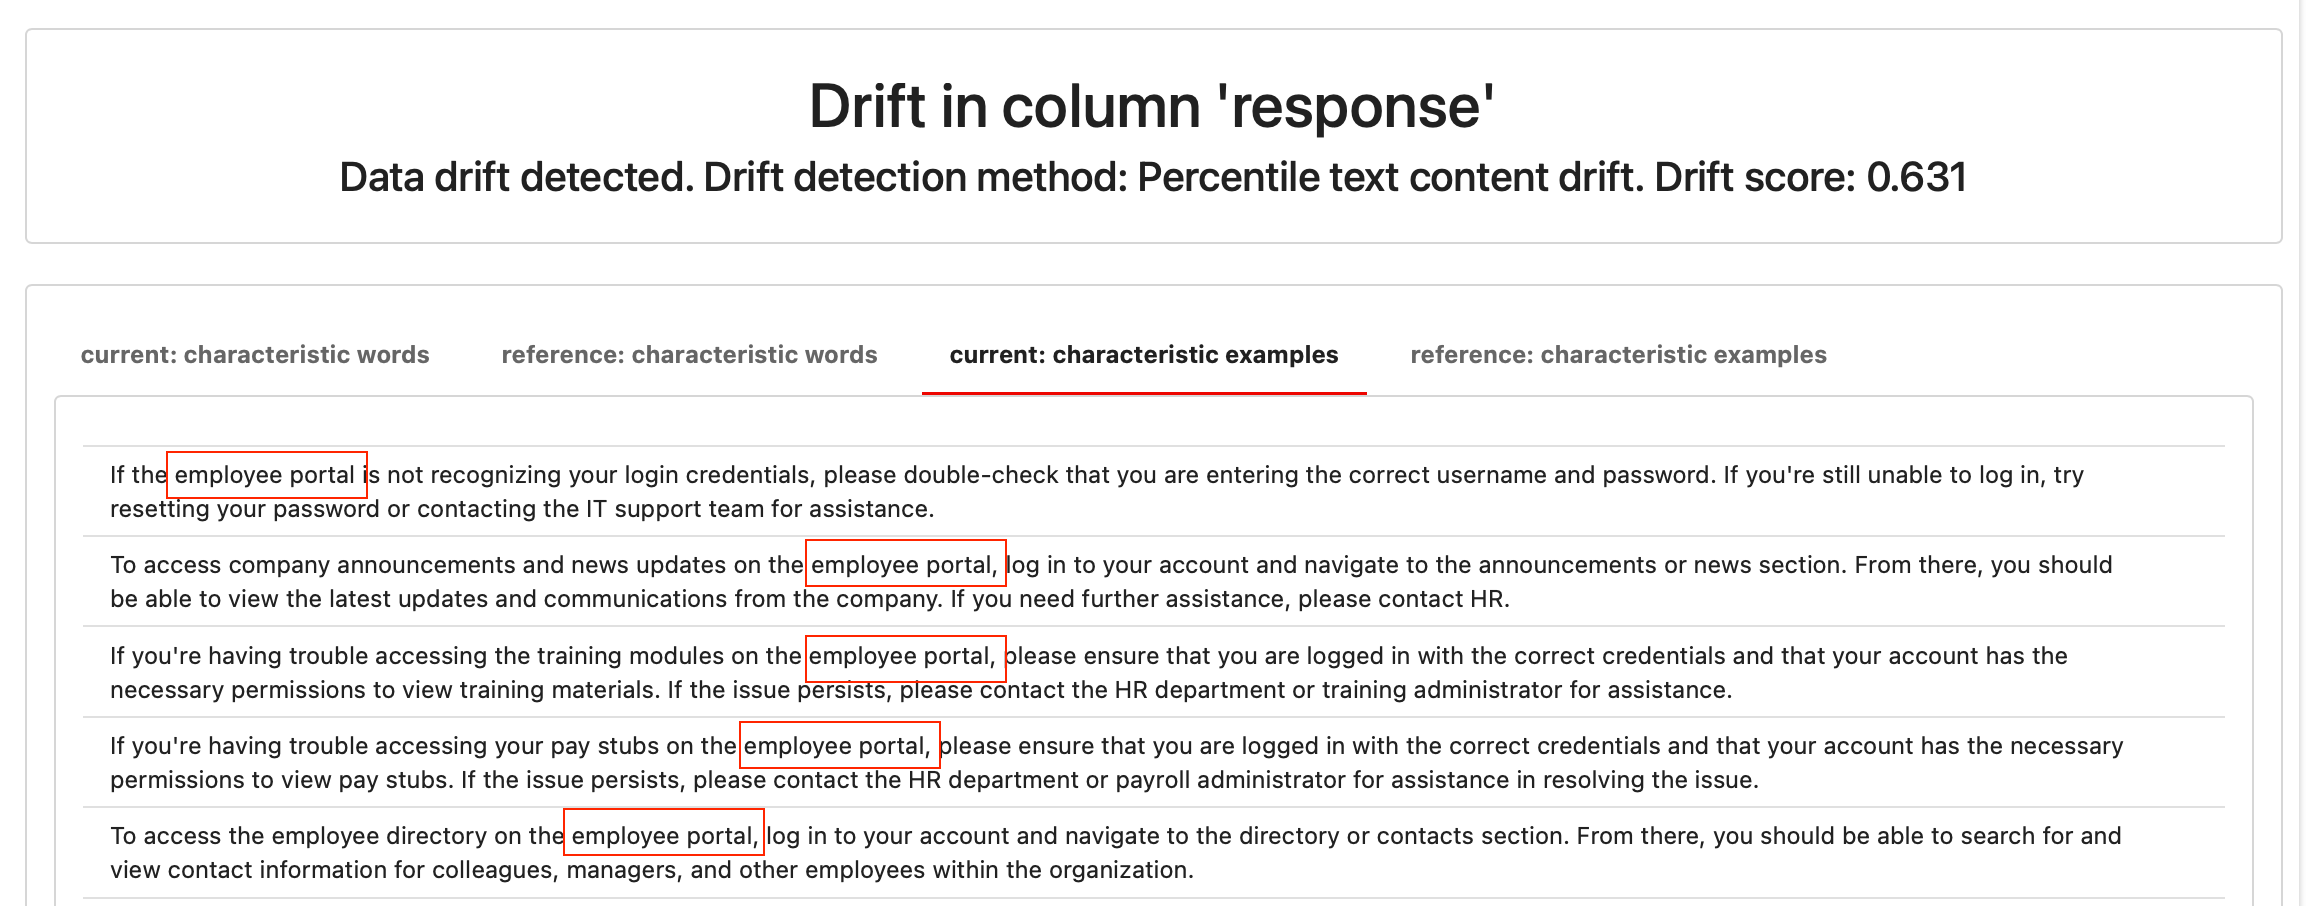 Drift in column 'response'
Data drift detected. Drift detection method: Percentile text content drift. Drift score: 0.631
current: characteristic words
reference: characteristic words
current: characteristic examples
reference: characteristic examples
If the employee portal is not recognizing your login credentials, please double-check that you are entering the correct username and password. If you're still unable to log in, try
resetting your password or contacting the IT support team for assistance.
To access company announcements and news updates on the employee portal, log in to your account and navigate to the announcements or news section. From there, you should
be able to view the latest updates and communications from the company. If you need further assistance, please contact HR.
If you're having trouble accessing the training modules on the employee portal, please ensure that you are logged in with the correct credentials and that your account has the
necessary permissions to view training materials. If the issue persists, please contact the HR department or training administrator for assistance.
If you're having trouble accessing your pay stubs on the employee portal, please ensure that you are logged in with the correct credentials and that your account has the necessary
permissions to view pay stubs. If the issue persists, please contact the HR department or payroll administrator for assistance in resolving the issue.
To access the employee directory on the employee portal, log in to your account and navigate to the directory or contacts section. From there, you should be able to search for and
view contact information for colleagues, managers, and other employees within the organization.